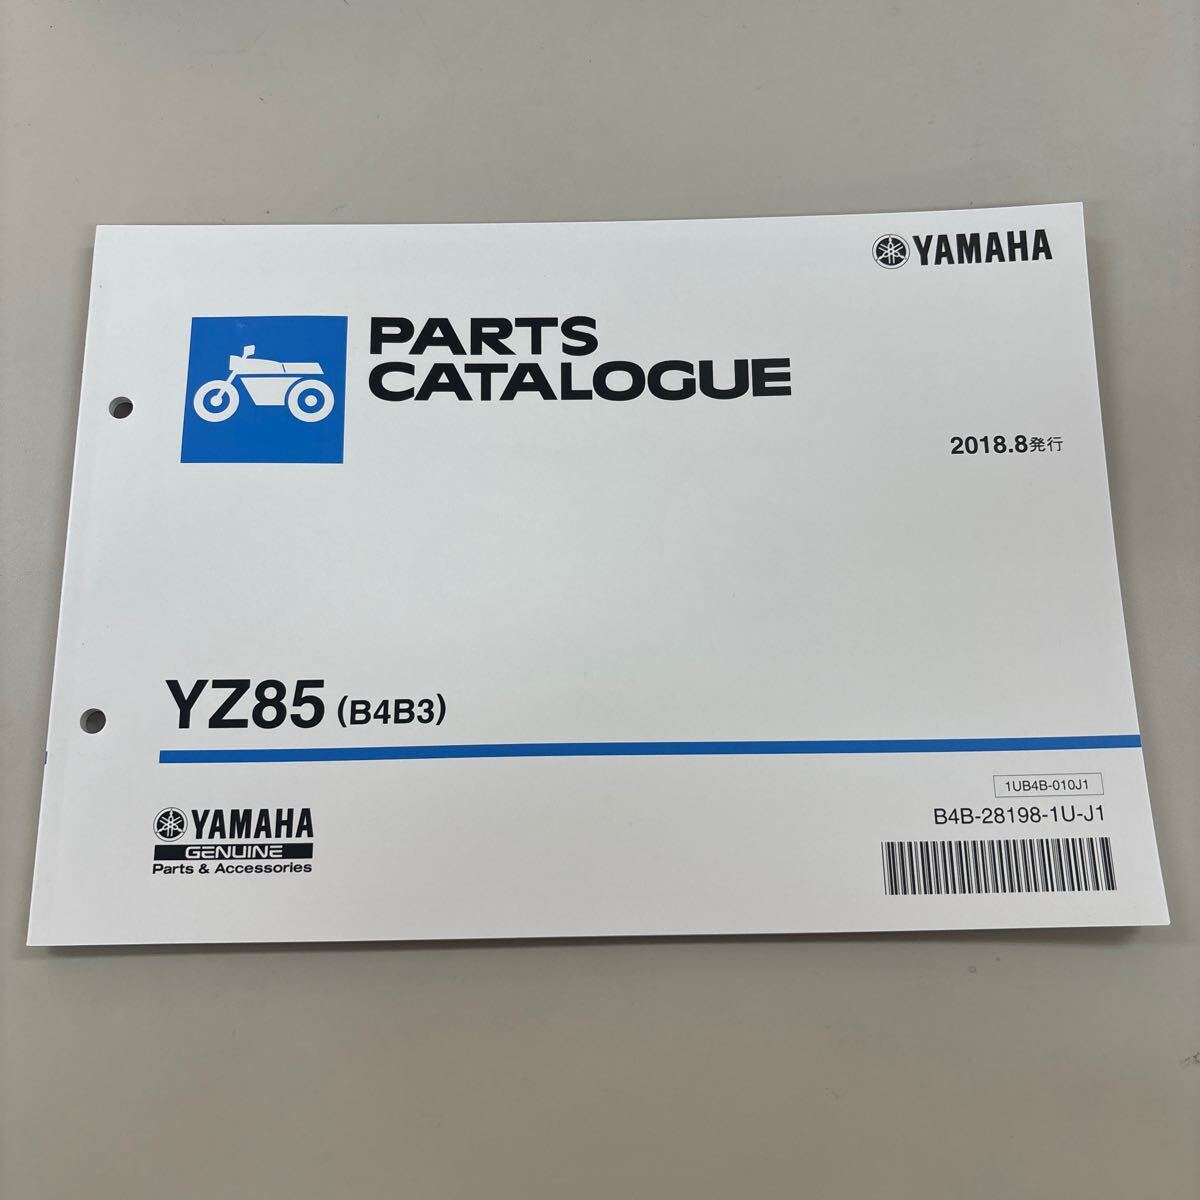 YAMAHA
PARTS
CATALOGUE
2018.8発行
YZ85 (B4B3)
1UB4B-010J1
B4B-28198-1U-J1
YAMAHA
GENUINE
Parts & Accessories